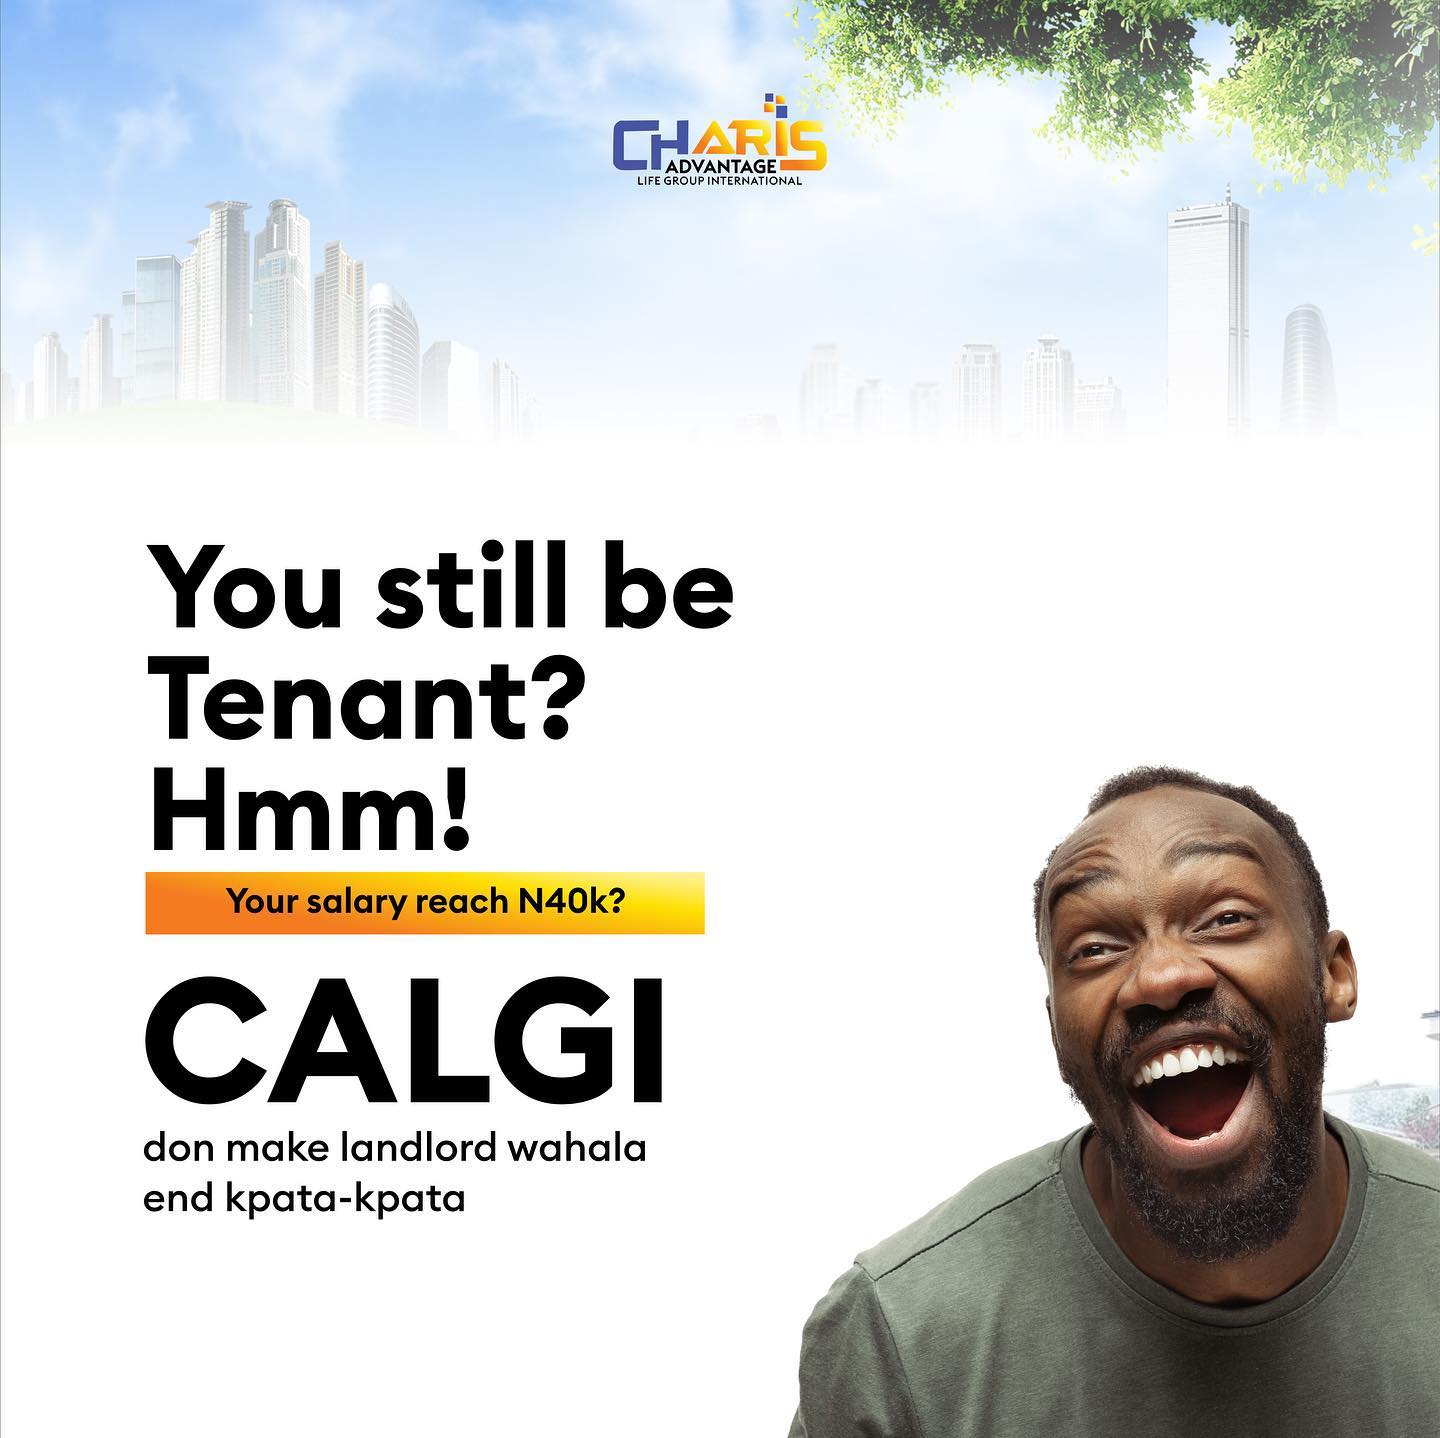 CHARIS
ADVANTAGE
LIFE GROUP INTERNATIONAL
You still be
Tenant?
Hmm!
Your salary reach N40k?
CALGI
don make landlord wahala
end kpata-kpata